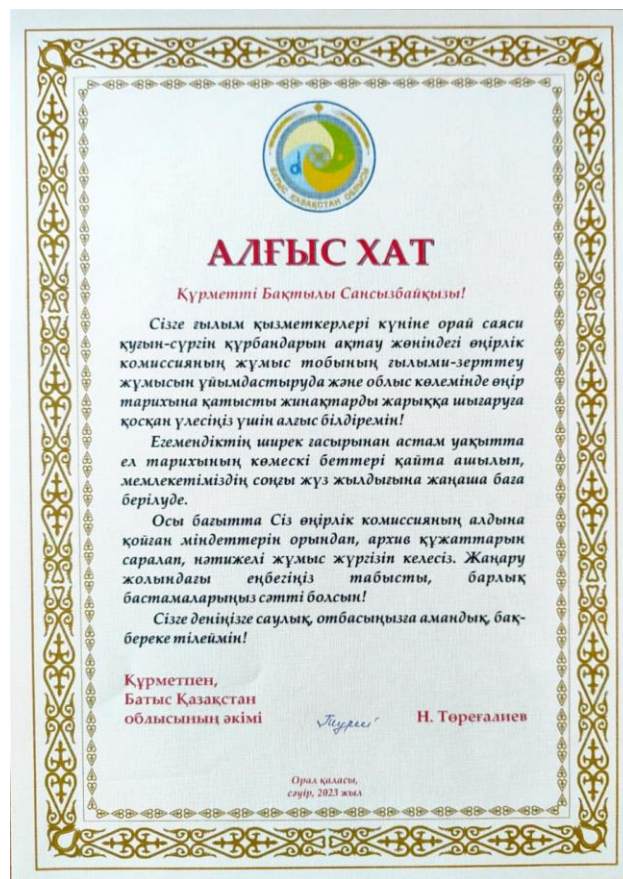 БАТЫС ҚАЗАҚСТАН ОБЛЫСЫ
АЛҒЫС ХАТ
Құрметті Бақтылы Сансызбайқызы!
Сізге ғылым қызметкерлері күніне орай саяси
қуғын-сүргін құрбандарын ақтау жөніндегі өңірлік
комиссияның жұмыс тобының ғылыми-зерттеу
жұмысын ұйымдастыруда және облыс көлемінде өңір
тарихына қатысты жинақтарды жарыққа шығаруға
қосқан үлесіңіз үшін алғыс білдіремін!
Егемендіктің ширек ғасырынан астам уақытта
ел тарихының көмескі беттері қайта ашылып,
мемлекетіміздің соңғы жүз жылдығына жаңаша баға
берілуде.
Осы бағытта Сіз өңірлік комиссияның алдына
қойған міндеттерін орындап, архив құжаттарын
саралап, нәтижелі жұмыс жүргізіп келесіз. Жаңару
жолындағы еңбегіңіз табысты, барлық
бастамаларыңыз сәтті болсын!
Сізге деніңізге саулық, отбасыңызға амандық, бақ-
береке тілеймін!
Құрметпен,
Батыс Қазақстан
облысының әкімі Н. Төреғалиев
Орал қаласы,
сәуір, 2023 жыл